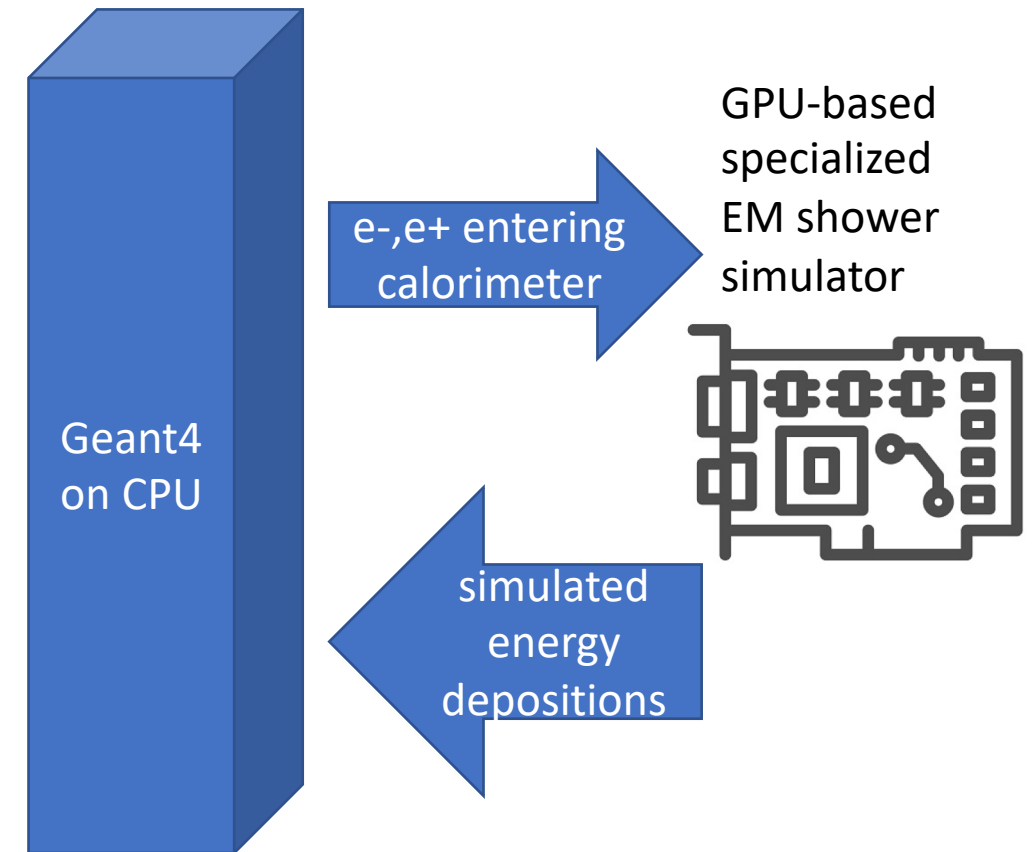 GPU-based
specialized
EM shower
simulator
e-,e+ entering
calorimeter
Geant4
on CPU
simulated
energy
depositions